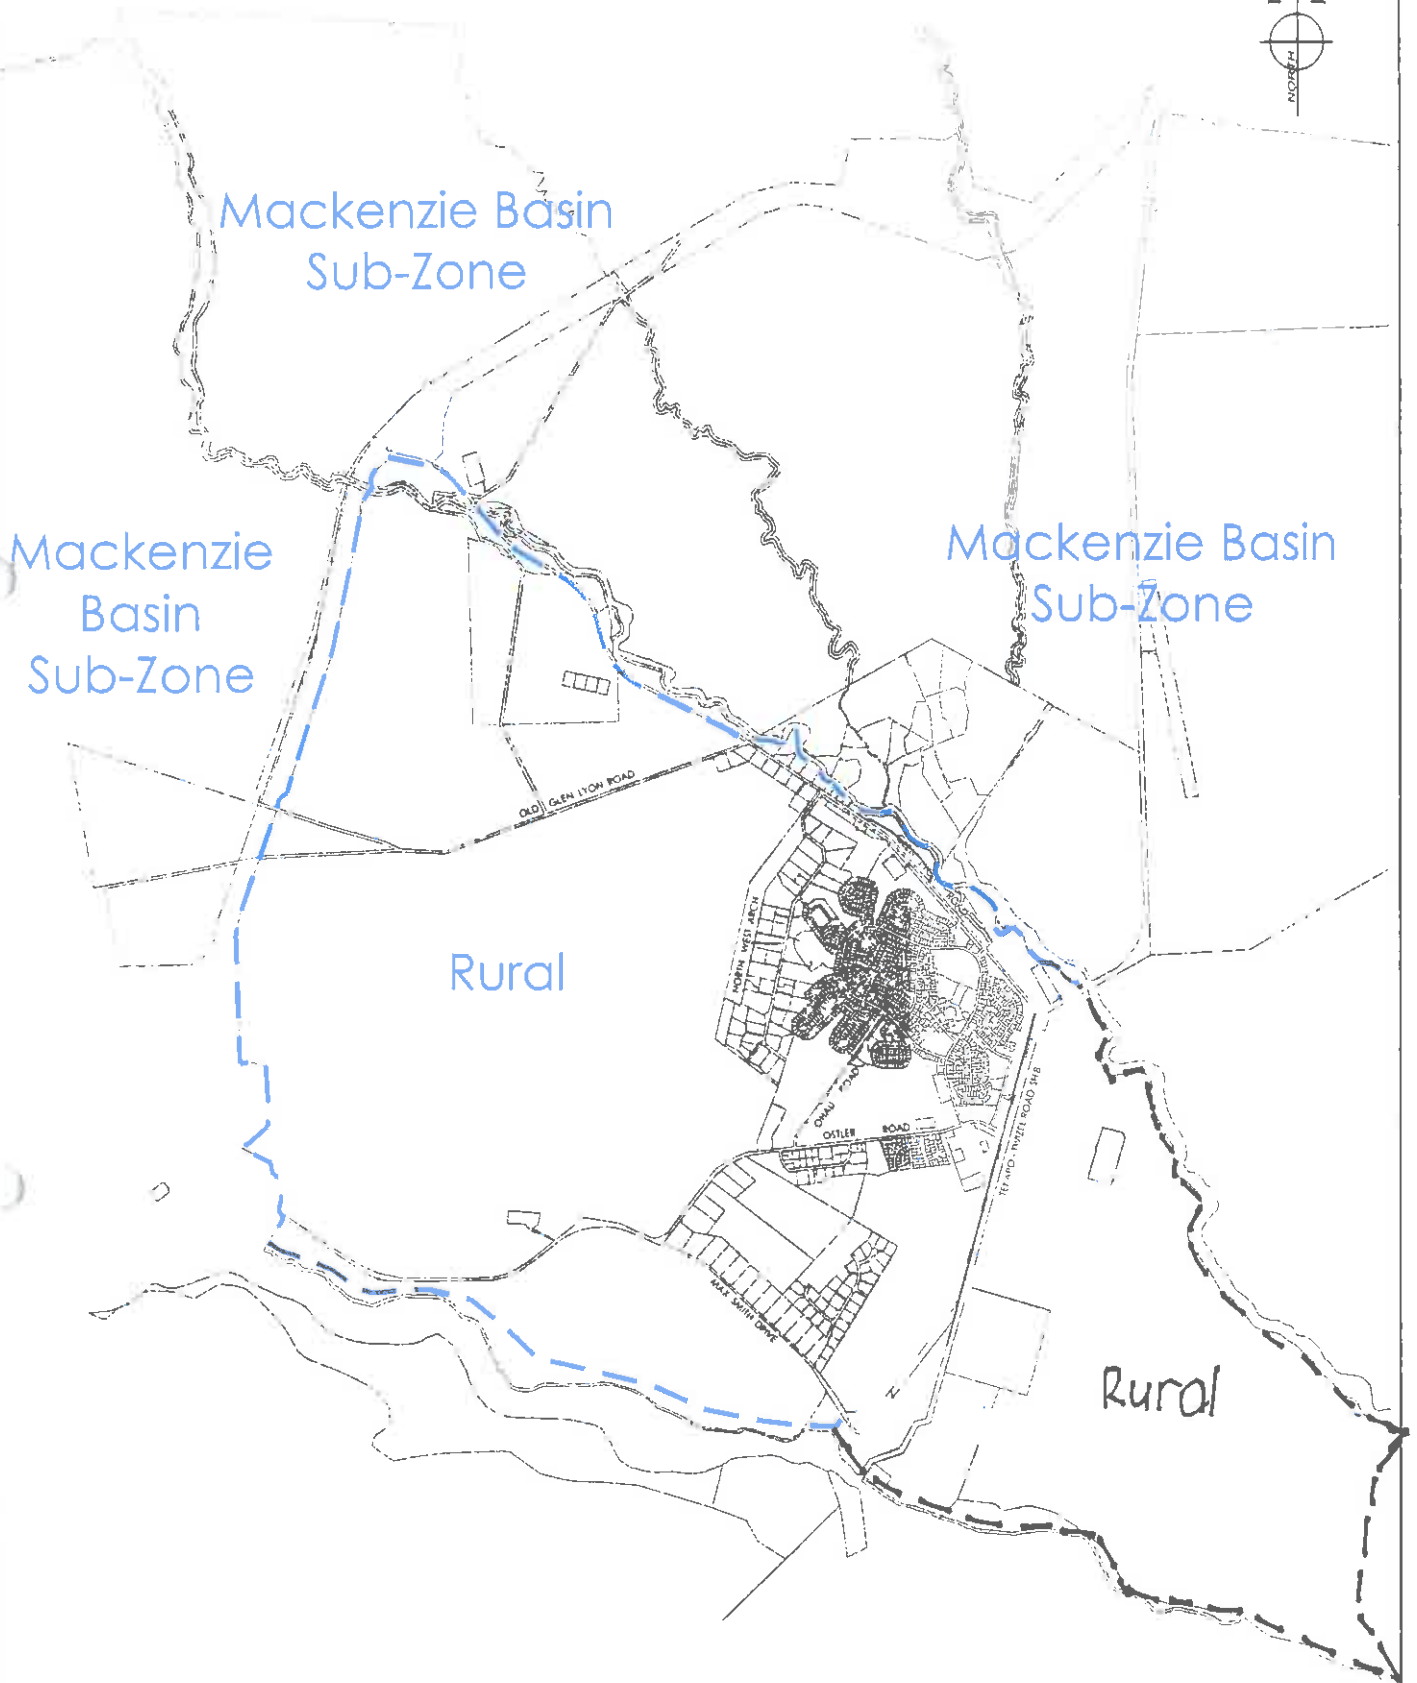 NORTH
Mackenzie Basin
Sub-Zone
Mackenzie
Basin
Sub-Zone
Mackenzie Basin
Sub-Zone
OLD GLEN LYON ROAD
NORTH WEST ARCH
Rural
OHAU ROAD
OSTLER ROAD
TEKAPO - TWIZEL ROAD SH8
MAX SMITH DRIVE
Rural